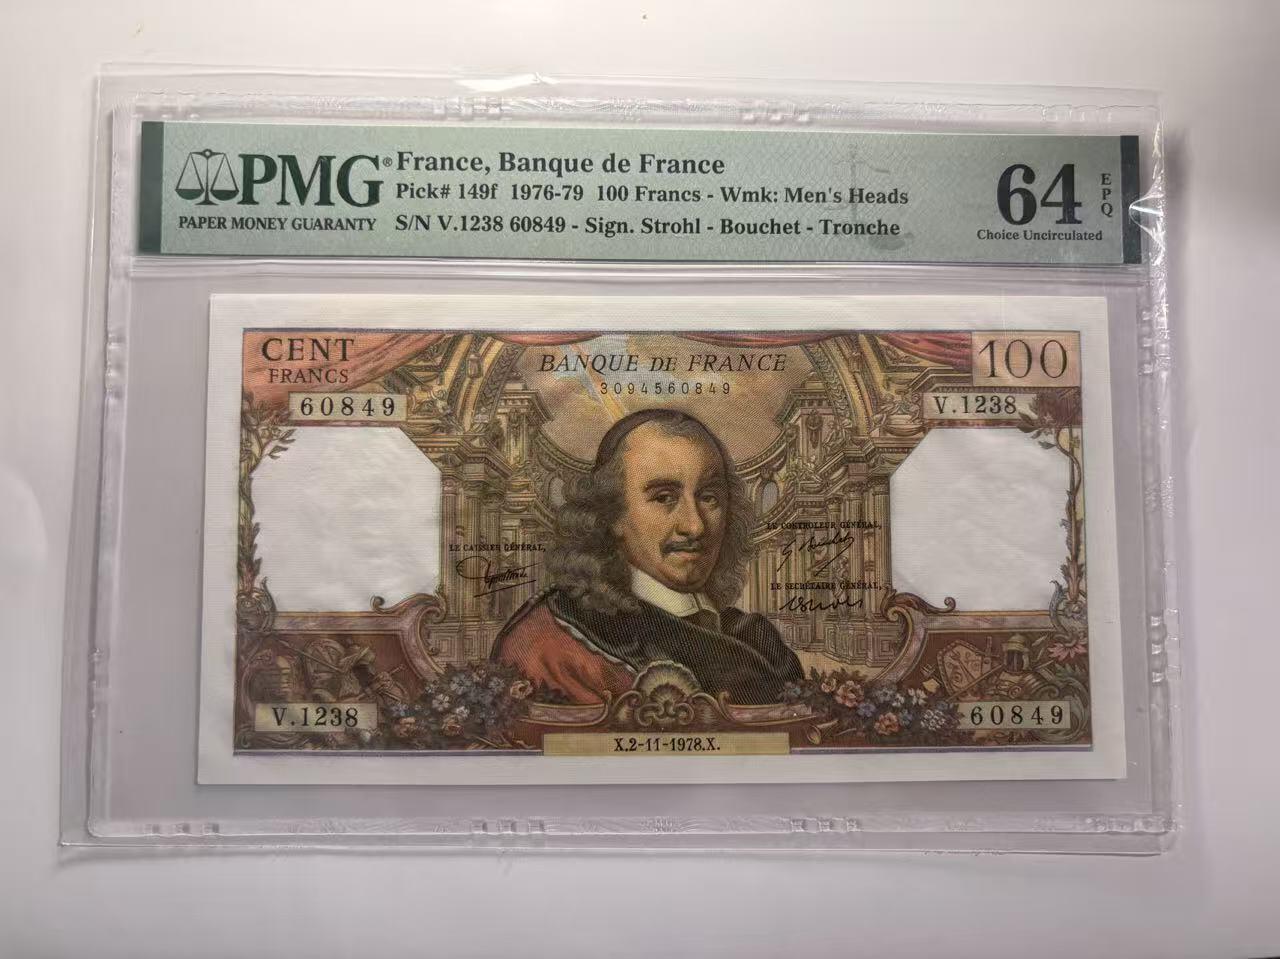 PMG® France, Banque de France
Pick# 149f 1976-79 100 Francs - Wmk: Men's Heads
PAPER MONEY GUARANTY S/N V.1238 60849 - Sign. Strohl - Bouchet - Tronche
64 EPQ
Choice Uncirculated
CENT
FRANCS
BANQUE DE FRANCE
100
3094560849
60849
V.1238
LE CONTROLEUR GÉNÉRAL,
LE CAISSIER GÉNÉRAL,
LE SECRÉTAIRE GÉNÉRAL,
V.1238
60849
X.2-11-1978.X.